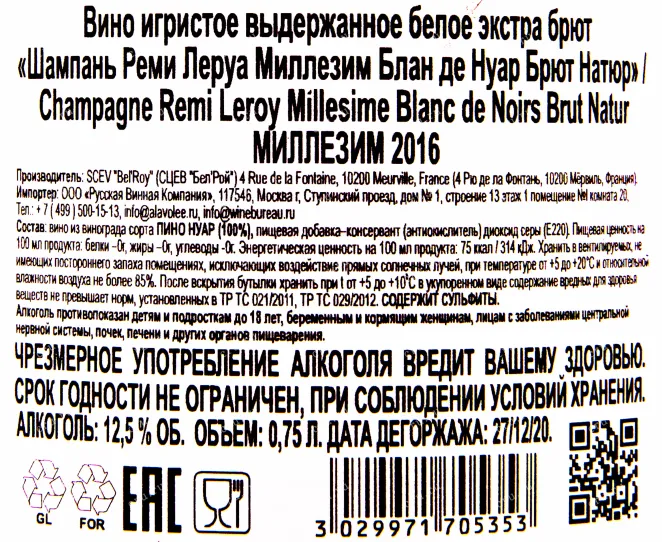 Вино игристое выдержанное белое экстра брют
«Шампань Реми Леруа Миллезим Блан де Нуар Брют Натюр» /
Champagne Remi Leroy Millesime Blanc de Noirs Brut Natur
МИЛЛЕЗИМ 2016
Производитель: SCEV "Bel'Roy" (СЦЕВ "Бел'Рой") 4 Rue de la Fontaine, 10200 Meurville, France (4 Рю де ла Фонтань, 10200 Мёрвиль, Франция).
Импортер: ООО «Русская Винная Компания», 117546, Москва г, Ступинский проезд, дом № 1, строение 13 этаж 1 помещение №I комната 20,
Тел.: + 7 ( 499 ) 500-15-13, info@alavolee.ru, info@winebureau.ru
Состав: вино из винограда сорта ПИНО НУАР (100%), пищевая добавка–консервант (антиокислитель) диоксид серы (Е220). Пищевая ценность на
100 мл продукта: белки –0г, жиры –0г, углеводы -0г. Энергетическая ценность на 100 мл продукта: 75 ккал / 314 кДж. Хранить в вентилируемых, не
имеющих постороннего запаха помещениях, исключающих воздействие прямых солнечных лучей, при температуре от +5 до +20°С и относительной
влажности воздуха не более 85%. После вскрытия бутылки хранить при t от +5 до +10°С в укупоренном виде содержание вредных для здоровья
веществ не превышает норм, установленных в ТР ТС 021/2011, ТР ТС 029/2012. СОДЕРЖИТ СУЛЬФИТЫ.
Алкоголь противопоказан детям и подросткам до 18 лет, беременным и кормящим женщинам, лицам с заболеваниями центральной
нервной системы, почек, печени и других органов пищеварения.
ЧРЕЗМЕРНОЕ УПОТРЕБЛЕНИЕ АЛКОГОЛЯ ВРЕДИТ ВАШЕМУ ЗДОРОВЬЮ.
СРОК ГОДНОСТИ НЕ ОГРАНИЧЕН, ПРИ СОБЛЮДЕНИИ УСЛОВИЙ ХРАНЕНИЯ.
АЛКОГОЛЬ: 12,5 % ОБ. ОБЪЕМ: 0,75 Л. ДАТА ДЕГОРЖАЖА: 27/12/20.
GL FOR EAC
3 029971 705353